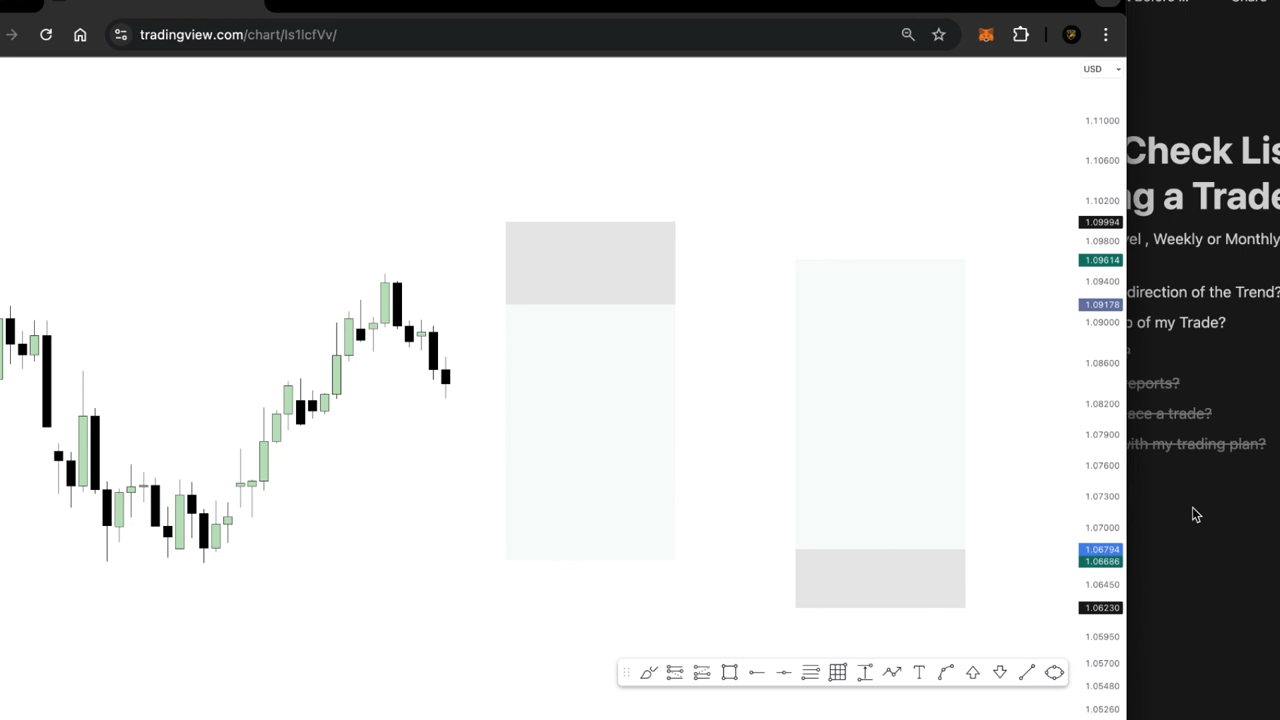 tradingview.com/chart/Is1IcfVv/
USD
1.11000
1.10600
1.10200
1.09994
1.09800
1.09614
1.09400
1.09178
1.09000
1.08600
1.08200
1.07900
1.07600
1.07300
1.07000
1.06794
1.06686
1.06450
1.06230
1.05950
1.05700
1.05480
1.05260
Check Lis
ng a Trade
vel , Weekly or Monthly
direction of the Trend?
o of my Trade?
eports?
ace a trade?
with my trading plan?